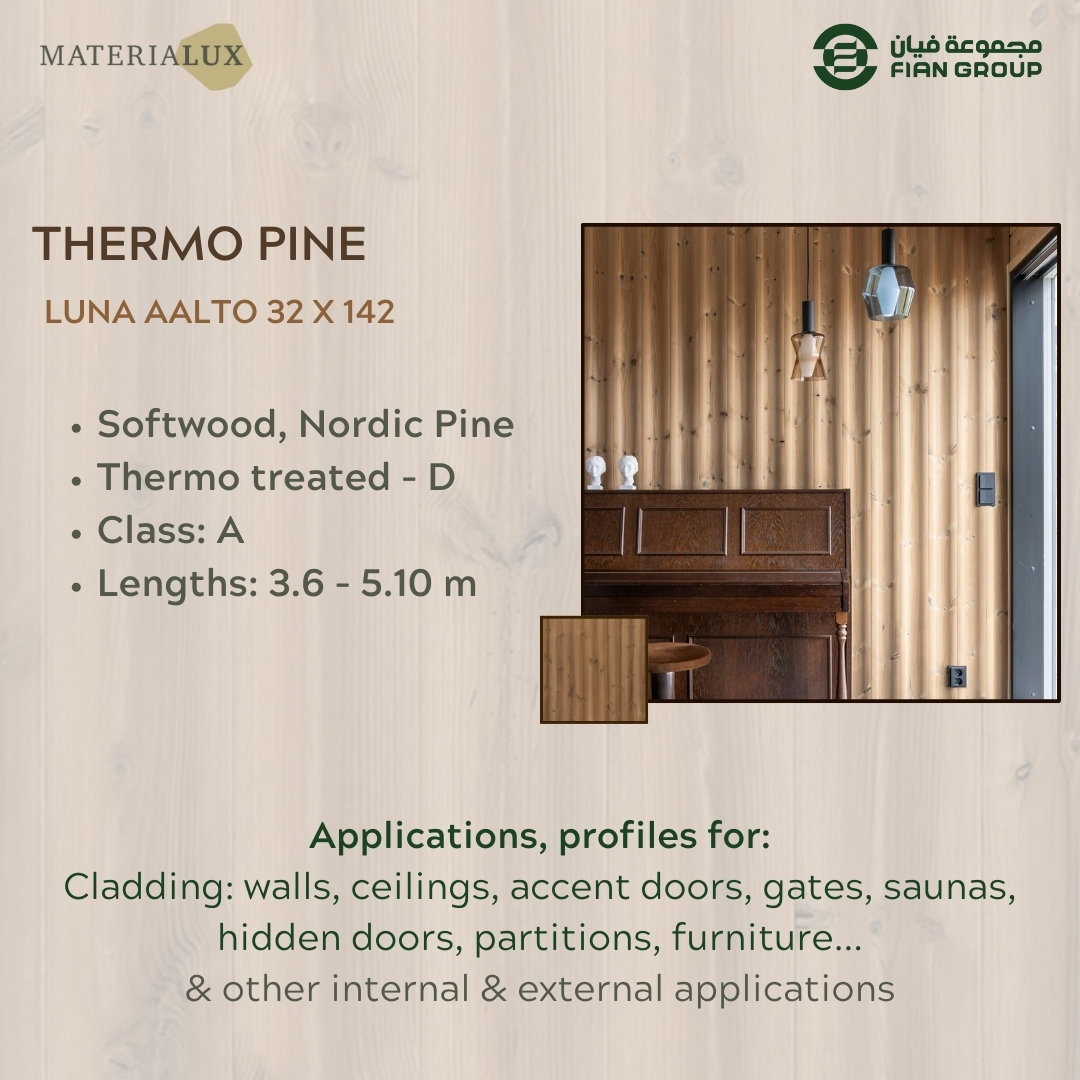 MATERIALUX
مجموعة فيان
FIAN GROUP
THERMO PINE
LUNA AALTO 32 X 142
• Softwood, Nordic Pine
• Thermo treated - D
• Class: A
• Lengths: 3.6 - 5.10 m
Applications, profiles for:
Cladding: walls, ceilings, accent doors, gates, saunas,
hidden doors, partitions, furniture...
& other internal & external applications